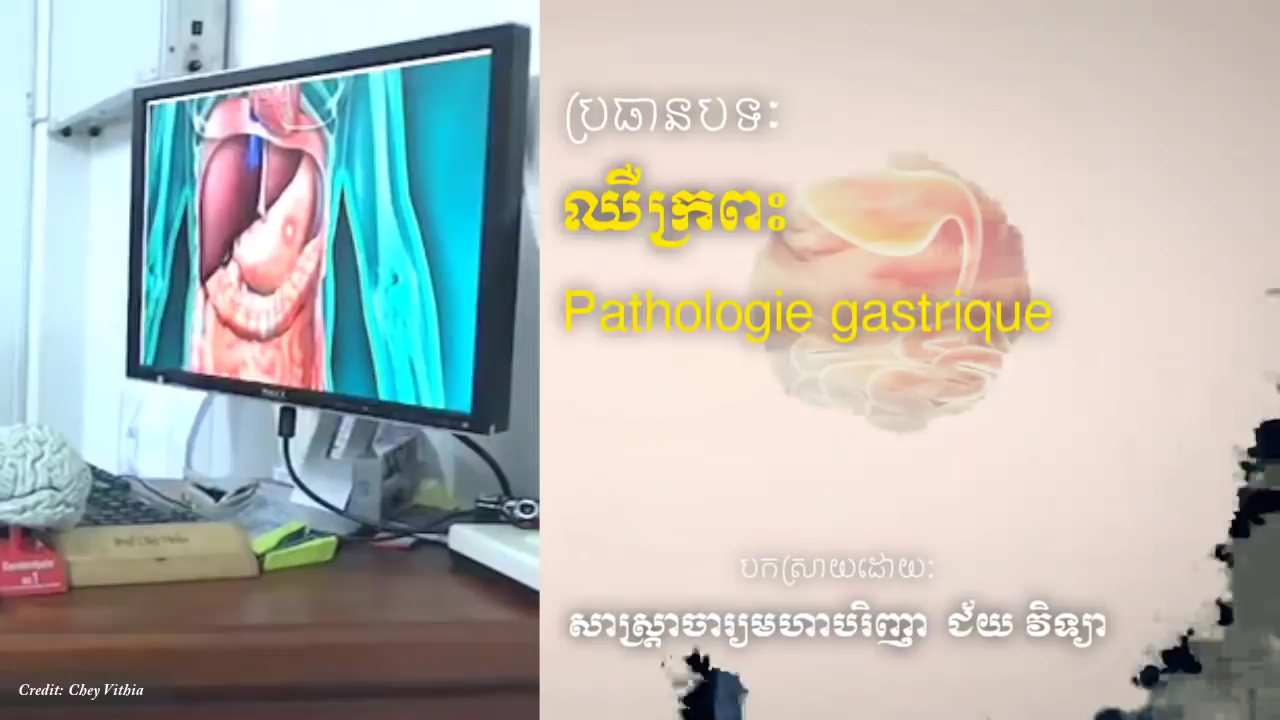 ប្រធានបទ:
ឈឺក្រពះ
Pathologie gastrique
បកស្រាយដោយ:
សាស្ត្រាចារ្យមហាបរិញ្ញា ជ័យ វិទ្យា
Credit: Chey Vithia